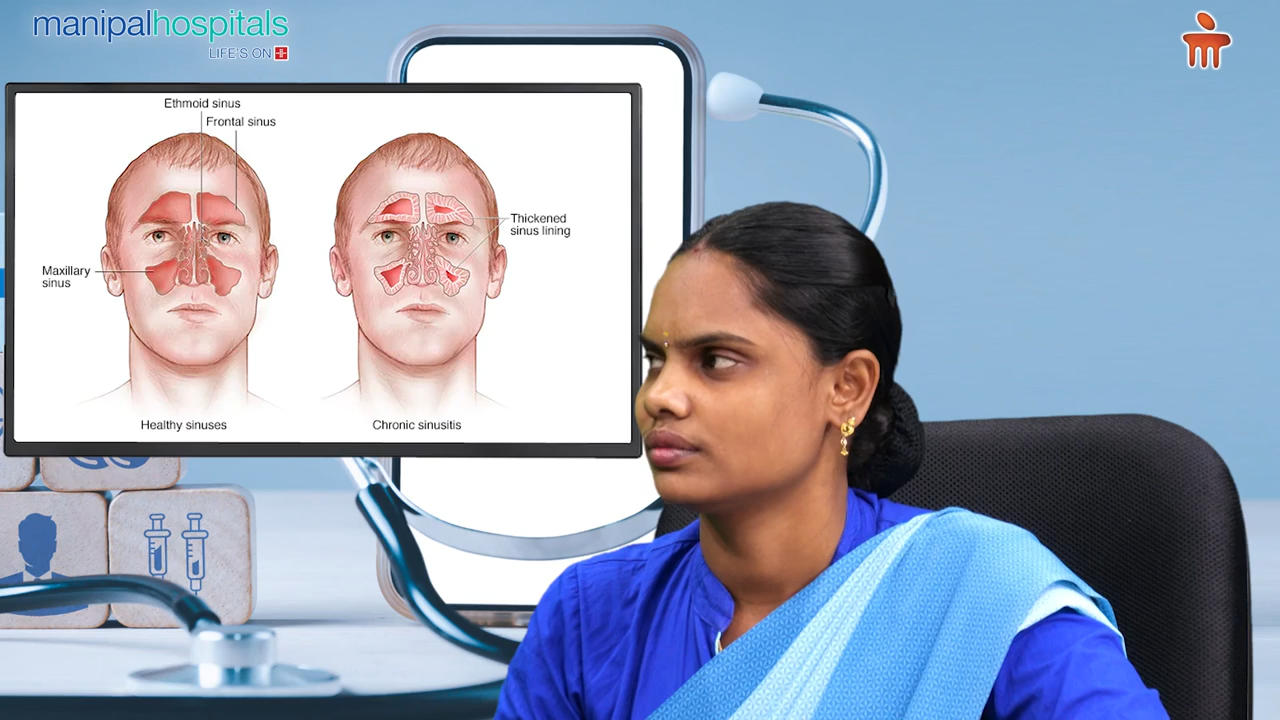 manipalhospitals
LIFE'S ON
Ethmoid sinus
Frontal sinus
Maxillary
sinus
Thickened
sinus lining
Healthy sinuses
Chronic sinusitis